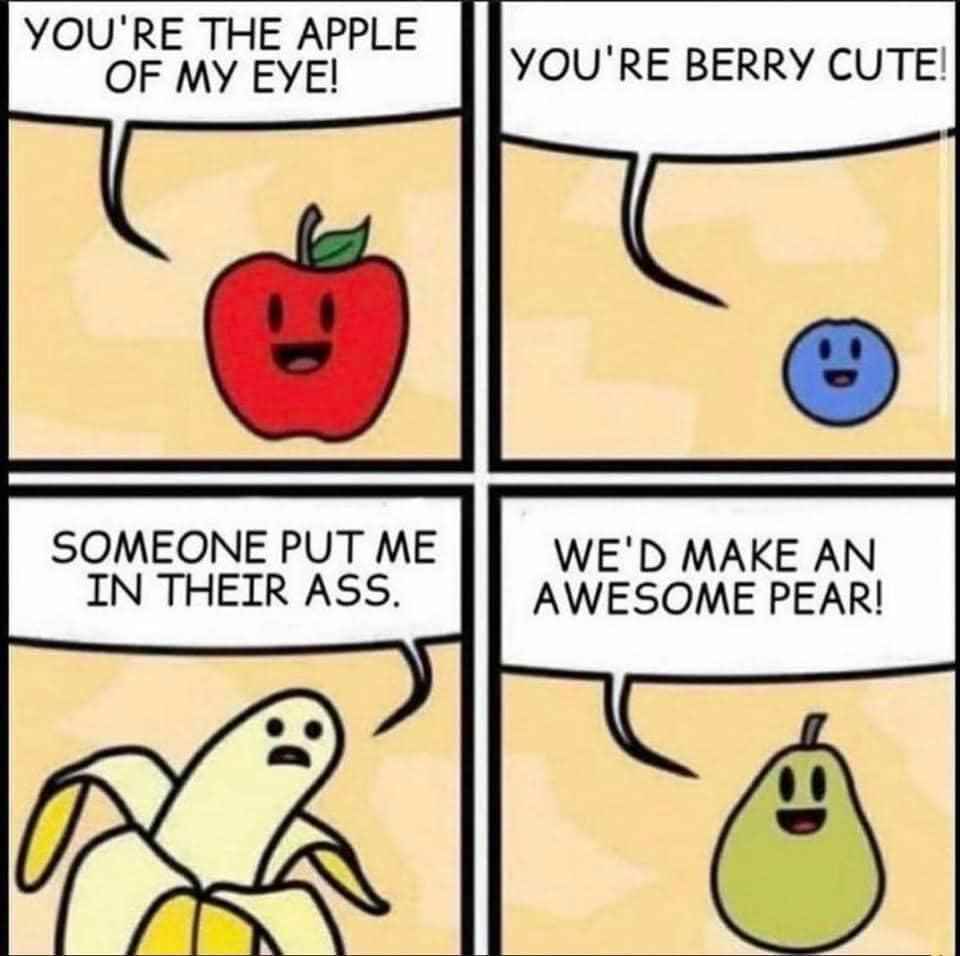 YOU'RE THE APPLE
OF MY EYE!
YOU'RE BERRY CUTE!
SOMEONE PUT ME
IN THEIR ASS.
WE'D MAKE AN
AWESOME PEAR!